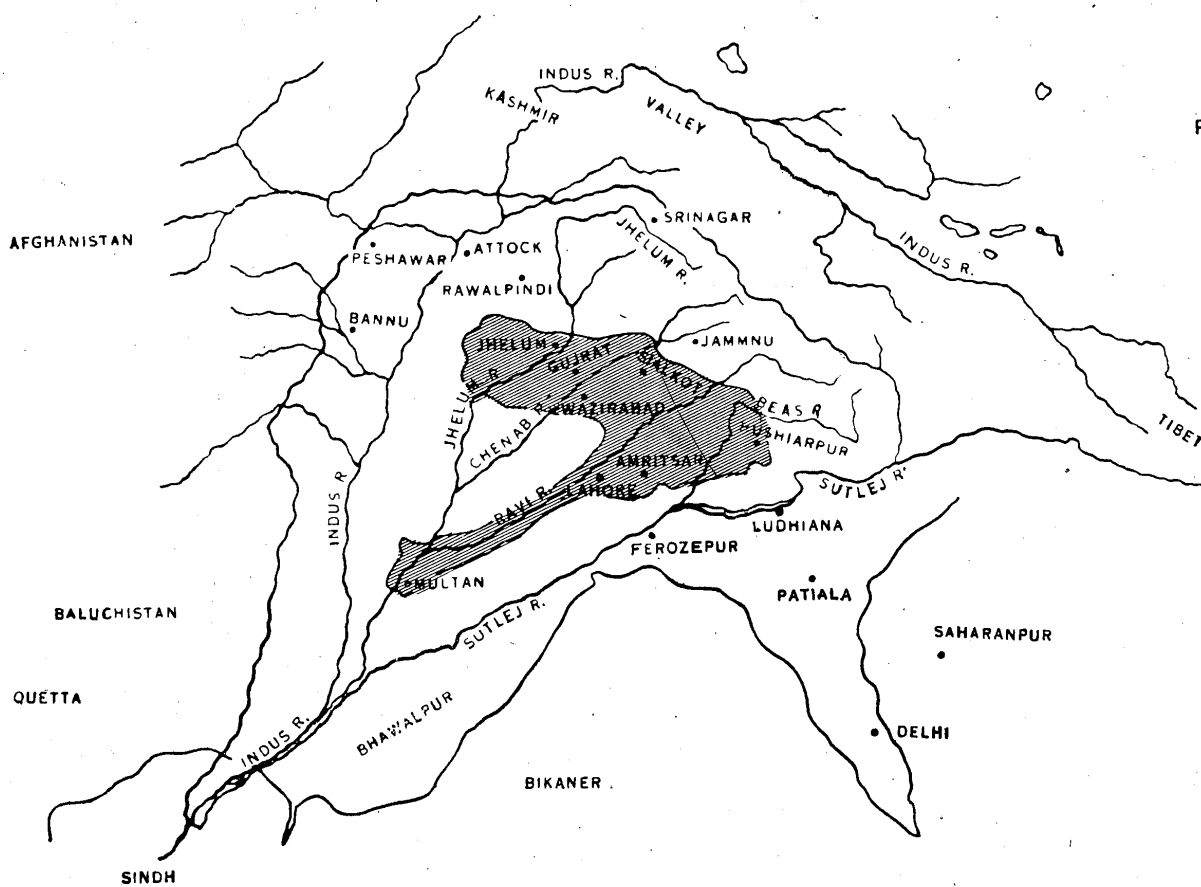 INDUS R.
KASHMIR
VALLEY
AFGHANISTAN
SRINAGAR
JHELUM R.
INDUS R.
PESHAWAR
ATTOCK
RAWALPINDI
BANNU
JHELUM
GUJRAT
SIALKOT
JAMMNU
JHELUM R
CHENAB R.
WAZIRABAD
BEAS R
HUSHIARPUR
TIBET
AMRITSAR
LAHORE
RAVI R.
SUTLEJ R.
INDUS R
LUDHIANA
FEROZEPUR
MULTAN
PATIALA
SUTLEJ R.
BALUCHISTAN
SAHARANPUR
QUETTA
BHAWALPUR
INDUS R.
DELHI
BIKANER
SINDH